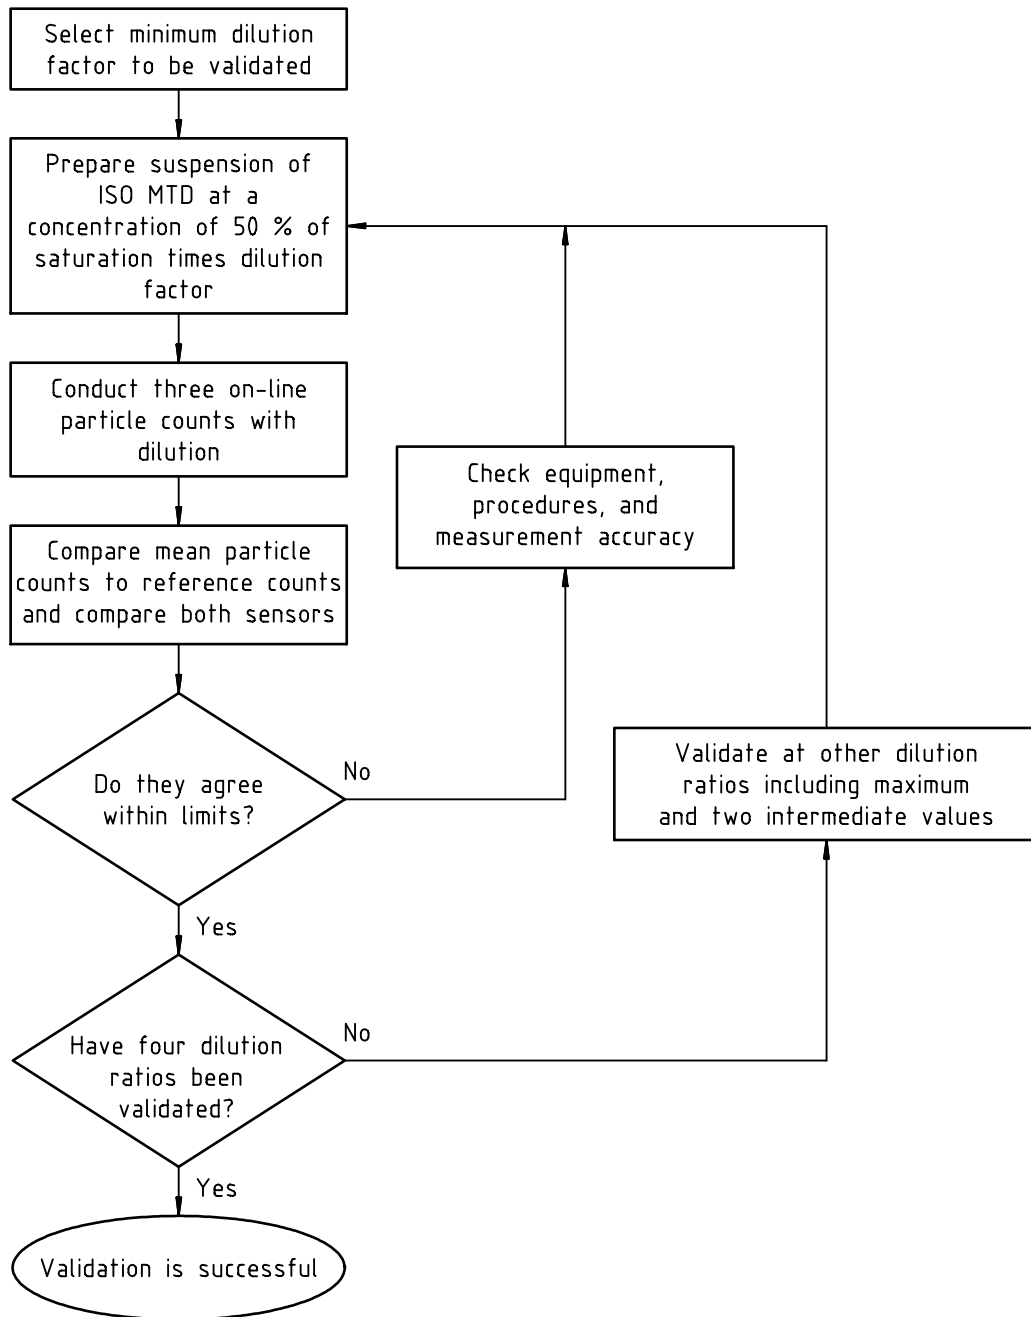 Select minimum dilution
factor to be validated
Prepare suspension of
ISO MTD at a
concentration of 50 % of
saturation times dilution
factor
Conduct three on-line
particle counts with
dilution
Check equipment,
procedures, and
measurement accuracy
Compare mean particle
counts to reference counts
and compare both sensors
Do they agree
within limits?
No
Validate at other dilution
ratios including maximum
and two intermediate values
Yes
Have four dilution
ratios been
validated?
No
Yes
Validation is successful